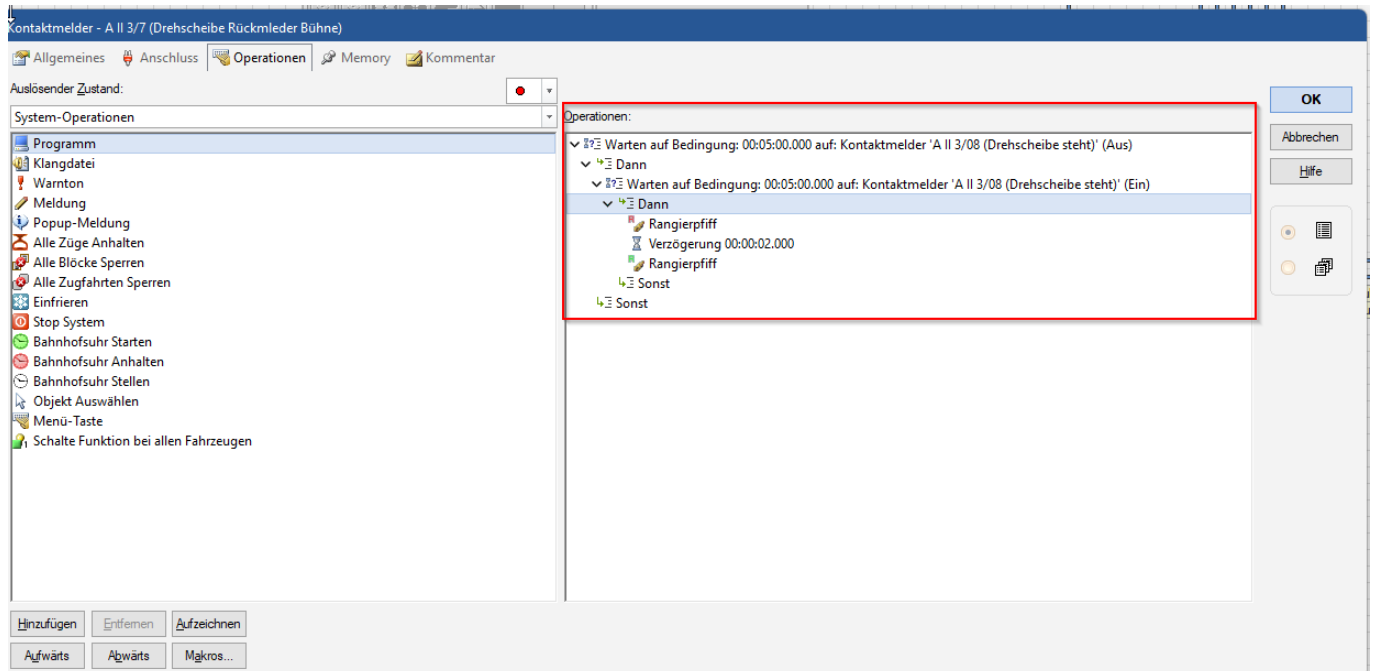 Kontaktmelder - A II 3/7 (Drehscheibe Rückmleder Bühne)
Allgemeines Anschluss Operationen Memory Kommentar
Auslösender Zustand:
System-Operationen
Programm
Klangdatei
Warnton
Meldung
Popup-Meldung
Alle Züge Anhalten
Alle Blöcke Sperren
Alle Zugfahrten Sperren
Einfrieren
Stop System
Bahnhofsuhr Starten
Bahnhofsuhr Anhalten
Bahnhofsuhr Stellen
Objekt Auswählen
Menü-Taste
Schalte Funktion bei allen Fahrzeugen
Hinzufügen Entfernen Aufzeichnen
Aufwärts Abwärts Makros...
Operationen:
Warten auf Bedingung: 00:05:00.000 auf: Kontaktmelder 'A II 3/08 (Drehscheibe steht)' (Aus)
Dann
Warten auf Bedingung: 00:05:00.000 auf: Kontaktmelder 'A II 3/08 (Drehscheibe steht)' (Ein)
Dann
Rangierpfiff
Verzögerung 00:00:02.000
Rangierpfiff
Sonst
Sonst
OK
Abbrechen
Hilfe